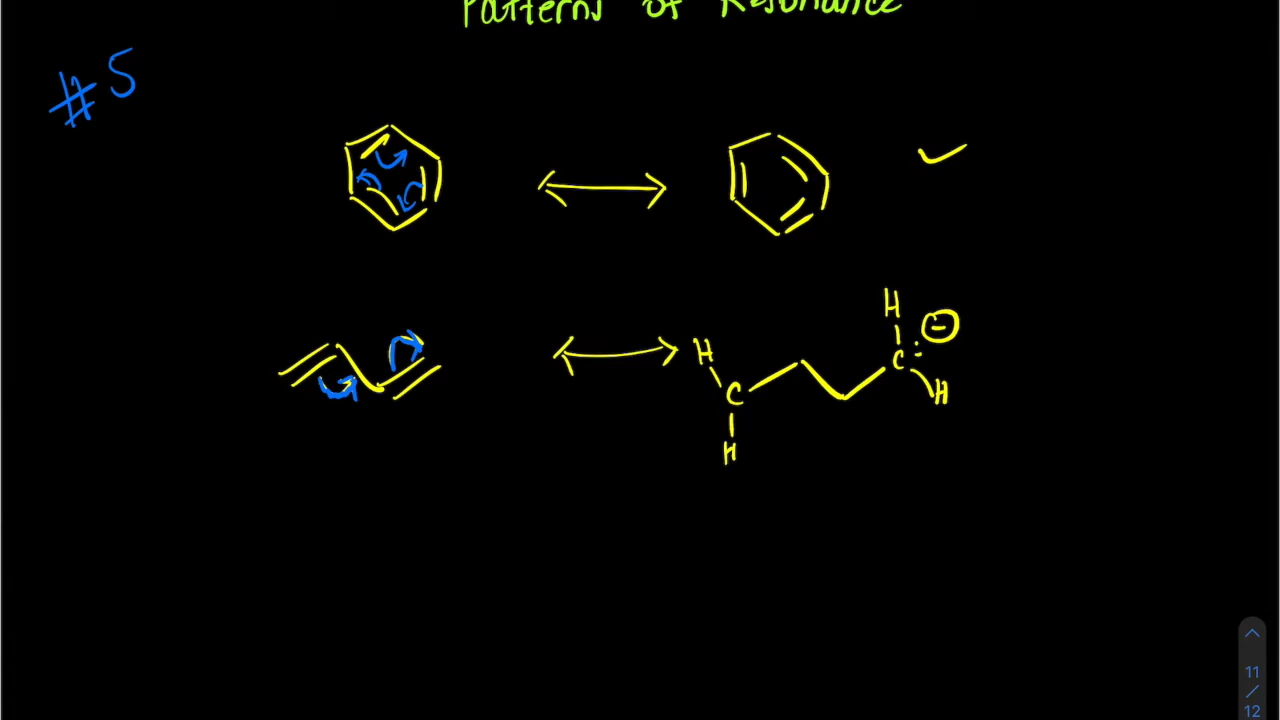 Patterns of Resonance
#5
H
H
C
C:
-
H
H
11
/
12